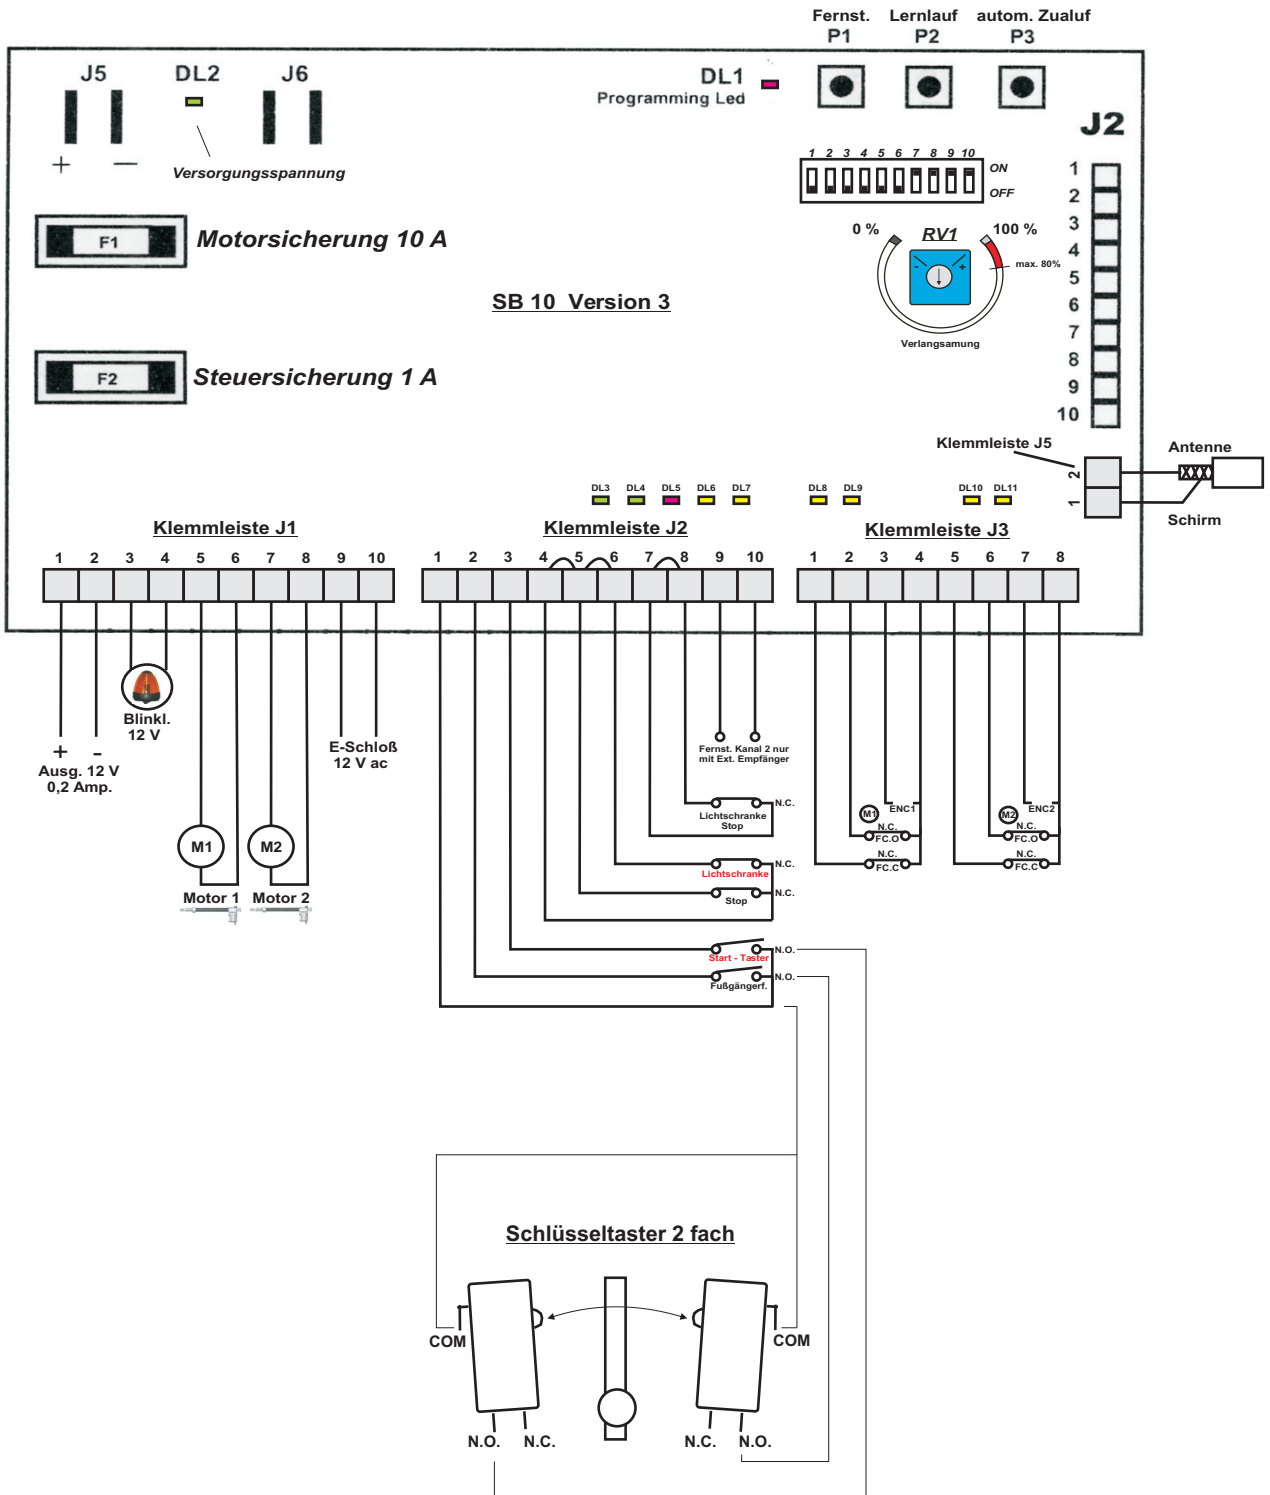 Fernst. Lernlauf autom. Zualuf
P1 P2 P3
J5 DL2 J6
DL1
Programming Led
J2
+ —
Versorgungsspannung
1 2 3 4 5 6 7 8 9 10
ON
OFF
1
2
3
4
5
6
7
8
9
10
F1
Motorsicherung 10 A
0 % RV1 100 %
- +
max. 80%
Verlangsamung
SB 10 Version 3
F2
Steuersicherung 1 A
Klemmleiste J5
2
1
Antenne
Schirm
DL3 DL4 DL5 DL6 DL7 DL8 DL9 DL10 DL11
Klemmleiste J1
1 2 3 4 5 6 7 8 9 10
Klemmleiste J2
1 2 3 4 5 6 7 8 9 10
Klemmleiste J3
1 2 3 4 5 6 7 8
+ -
Ausg. 12 V
0,2 Amp.
Blinkl.
12 V
E-Schloß
12 V ac
M1 M2
Motor 1 Motor 2
Fernst. Kanal 2 nur
mit Ext. Empfänger
N.C.
Lichtschranke
Stop
N.C.
Lichtschranke
N.C.
Stop
N.O.
Start - Taster
N.O.
Fußgängerf.
ENC1
M1
N.C.
FC.O
N.C.
FC.C
ENC2
M2
N.C.
FC.O
N.C.
FC.C
Schlüsseltaster 2 fach
COM COM
N.O. N.C. N.C. N.O.